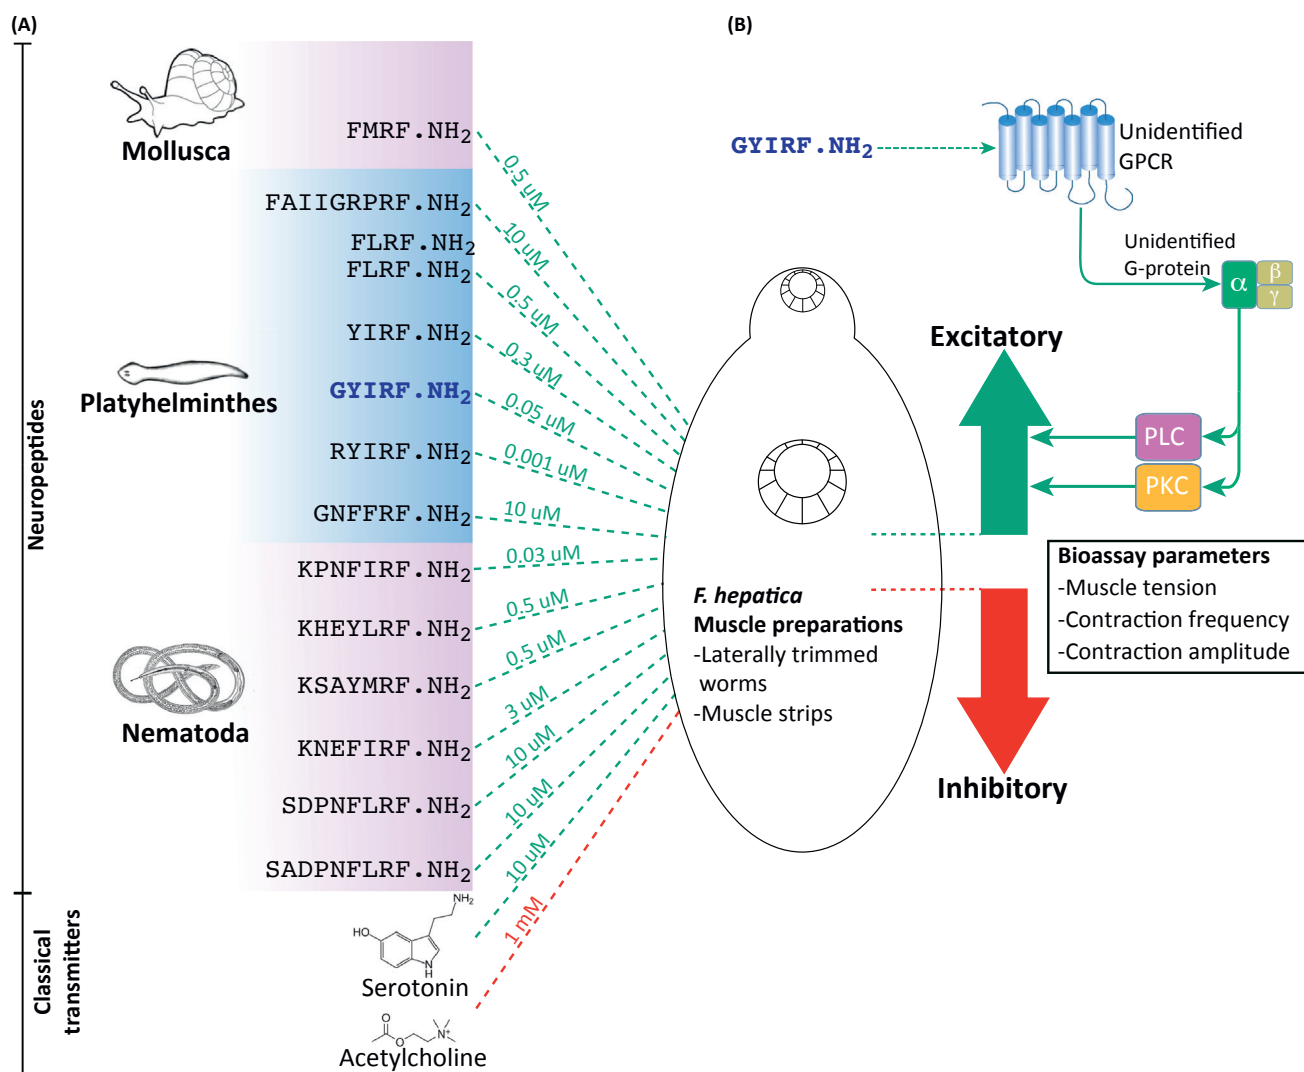 (A)
Neuropeptides
Classical
transmitters
Mollusca
Platyhelminthes
Nematoda
FMRF.NH2
FAIIGRPRF.NH2
FLRF.NH2
FLRF.NH2
YIRF.NH2
GYIRF.NH2
RYIRF.NH2
GNFFRF.NH2
KPNFIRF.NH2
KHEYLRF.NH2
KSAYMRF.NH2
KNEFIRF.NH2
SDPNFLRF.NH2
SADPNFLRF.NH2
NH2
HO
N
H
Serotonin
O
O
N+
Acetylcholine
0.5 uM
10 uM
0.5 uM
0.3 uM
0.05 uM
0.001 uM
10 uM
0.03 uM
0.5 uM
0.5 uM
3 uM
10 uM
10 uM
10 uM
1 mM
F. hepatica
Muscle preparations
-Laterally trimmed
worms
-Muscle strips
(B)
GYIRF.NH2
Unidentified
GPCR
Unidentified
G-protein
α
β
γ
Excitatory
PLC
PKC
Bioassay parameters
-Muscle tension
-Contraction frequency
-Contraction amplitude
Inhibitory